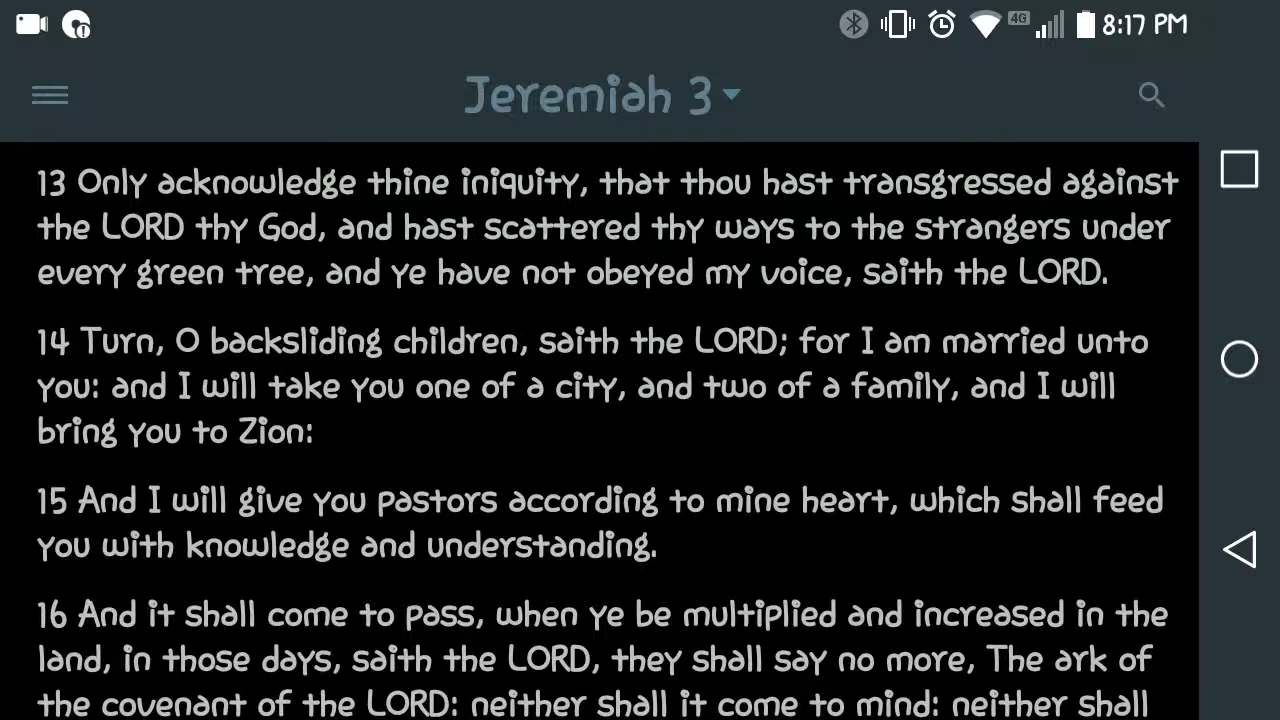 4G 8:17 PM
Jeremiah 3
13 Only acknowledge thine iniquity, that thou hast transgressed against
the LORD thy God, and hast scattered thy ways to the strangers under
every green tree, and ye have not obeyed my voice, saith the LORD.
14 Turn, O backsliding children, saith the LORD; for I am married unto
you: and I will take you one of a city, and two of a family, and I will
bring you to Zion:
15 And I will give you pastors according to mine heart, which shall feed
you with knowledge and understanding.
16 And it shall come to pass, when ye be multiplied and increased in the
land, in those days, saith the LORD, they shall say no more, The ark of
the covenant of the LORD: neither shall it come to mind: neither shall